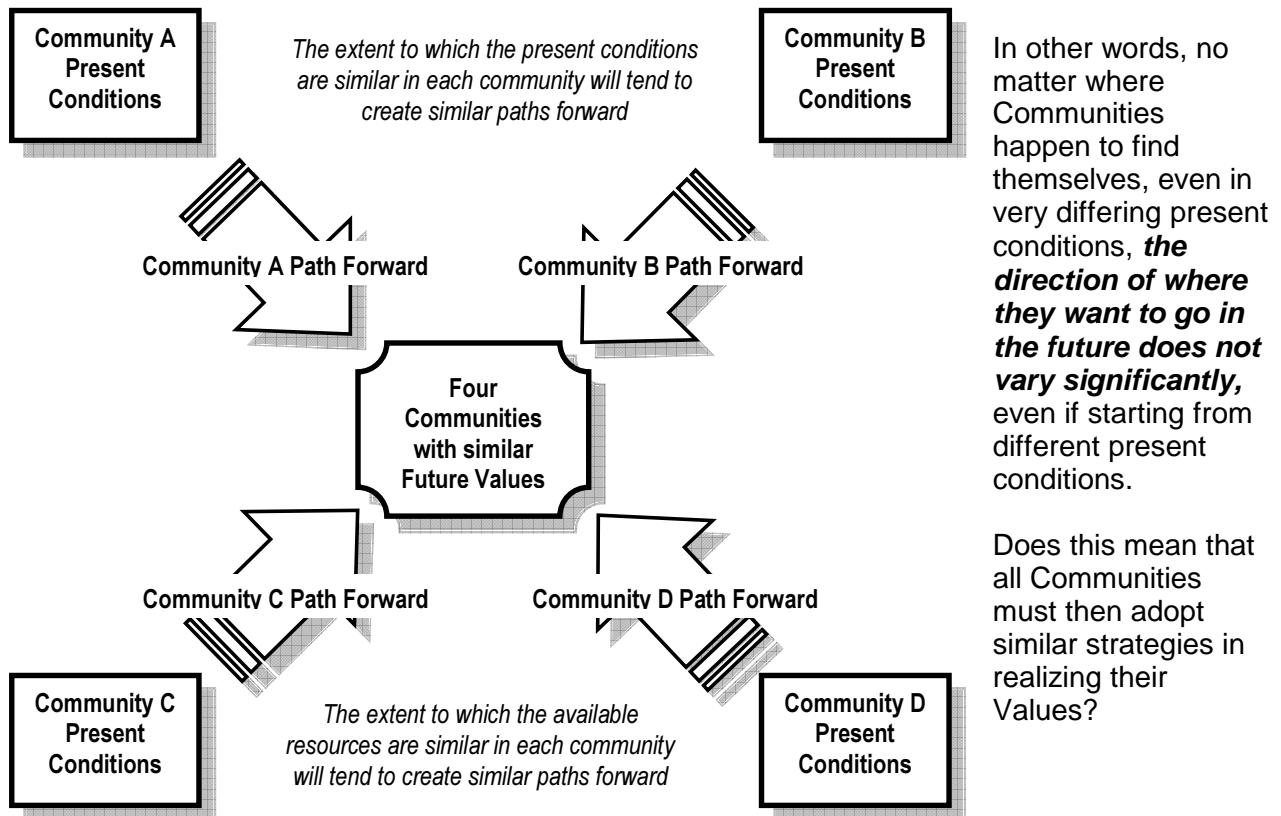 Community A
Present
Conditions
The extent to which the present conditions
are similar in each community will tend to
create similar paths forward
Community B
Present
Conditions
Community A Path Forward
Community B Path Forward
Four
Communities
with similar
Future Values
Community C Path Forward
Community D Path Forward
Community C
Present
Conditions
The extent to which the available
resources are similar in each community
will tend to create similar paths forward
Community D
Present
Conditions
In other words, no
matter where
Communities
happen to find
themselves, even in
very differing present
conditions, the
direction of where
they want to go in
the future does not
vary significantly,
even if starting from
different present
conditions.
Does this mean that
all Communities
must then adopt
similar strategies in
realizing their
Values?